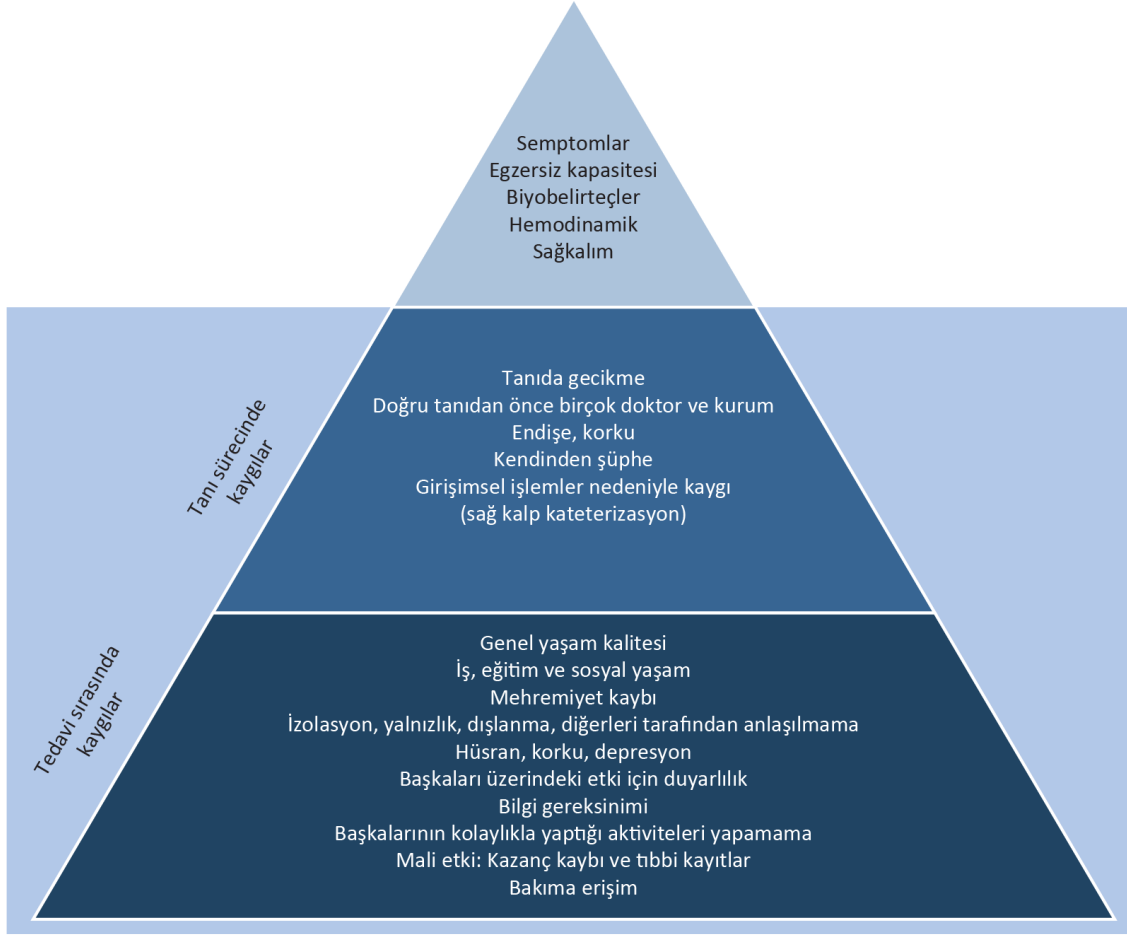 Semptomlar
Egzersiz kapasitesi
Biyobelirteçler
Hemodinamik
Sağkalım
Tanı sürecinde
kaygılar
Tanıda gecikme
Doğru tanıdan önce birçok doktor ve kurum
Endişe, korku
Kendinden şüphe
Girişimsel işlemler nedeniyle kaygı
(sağ kalp kateterizasyon)
Tedavi sırasında
kaygılar
Genel yaşam kalitesi
İş, eğitim ve sosyal yaşam
Mehremiyet kaybı
İzolasyon, yalnızlık, dışlanma, diğerleri tarafından anlaşılmama
Hüsran, korku, depresyon
Başkaları üzerindeki etki için duyarlılık
Bilgi gereksinimi
Başkalarının kolaylıkla yaptığı aktiviteleri yapamama
Mali etki: Kazanç kaybı ve tıbbi kayıtlar
Bakıma erişim